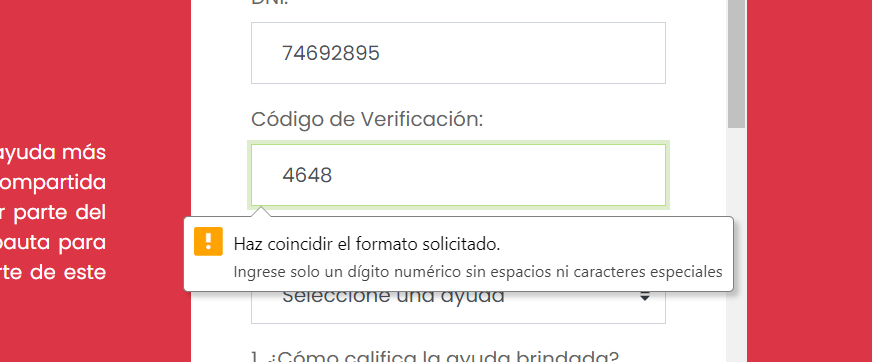 DNI:
74692895
Código de Verificación:
4648
ayuda más
compartida
r parte del
pauta para
rte de este
Haz coincidir el formato solicitado.
Ingrese solo un dígito numérico sin espacios ni caracteres especiales
Seleccione una ayuda
1. ¿Cómo califica la ayuda brindada?